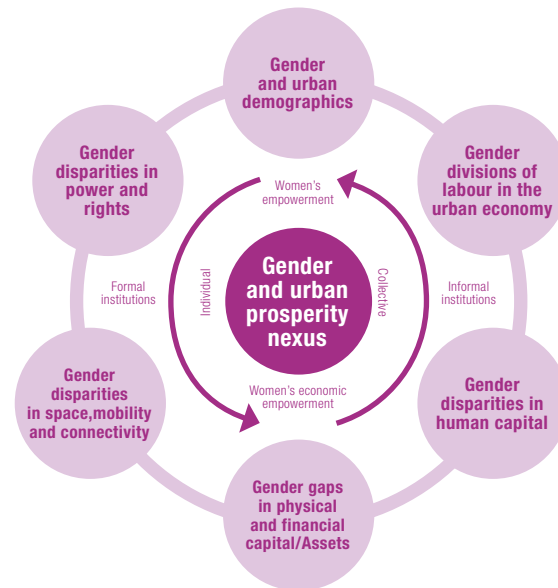 Gender
and urban
demographics
Gender
disparities in
power and
rights
Gender
divisions of
labour in the
urban economy
Women's
empowerment
Formal
institutions
Individual
Gender
and urban
prosperity
nexus
Collective
Informal
institutions
Women's economic
empowerment
Gender
disparities
in space,mobility
and connectivity
Gender
disparities in
human capital
Gender gaps
in physical
and financial
capital/Assets